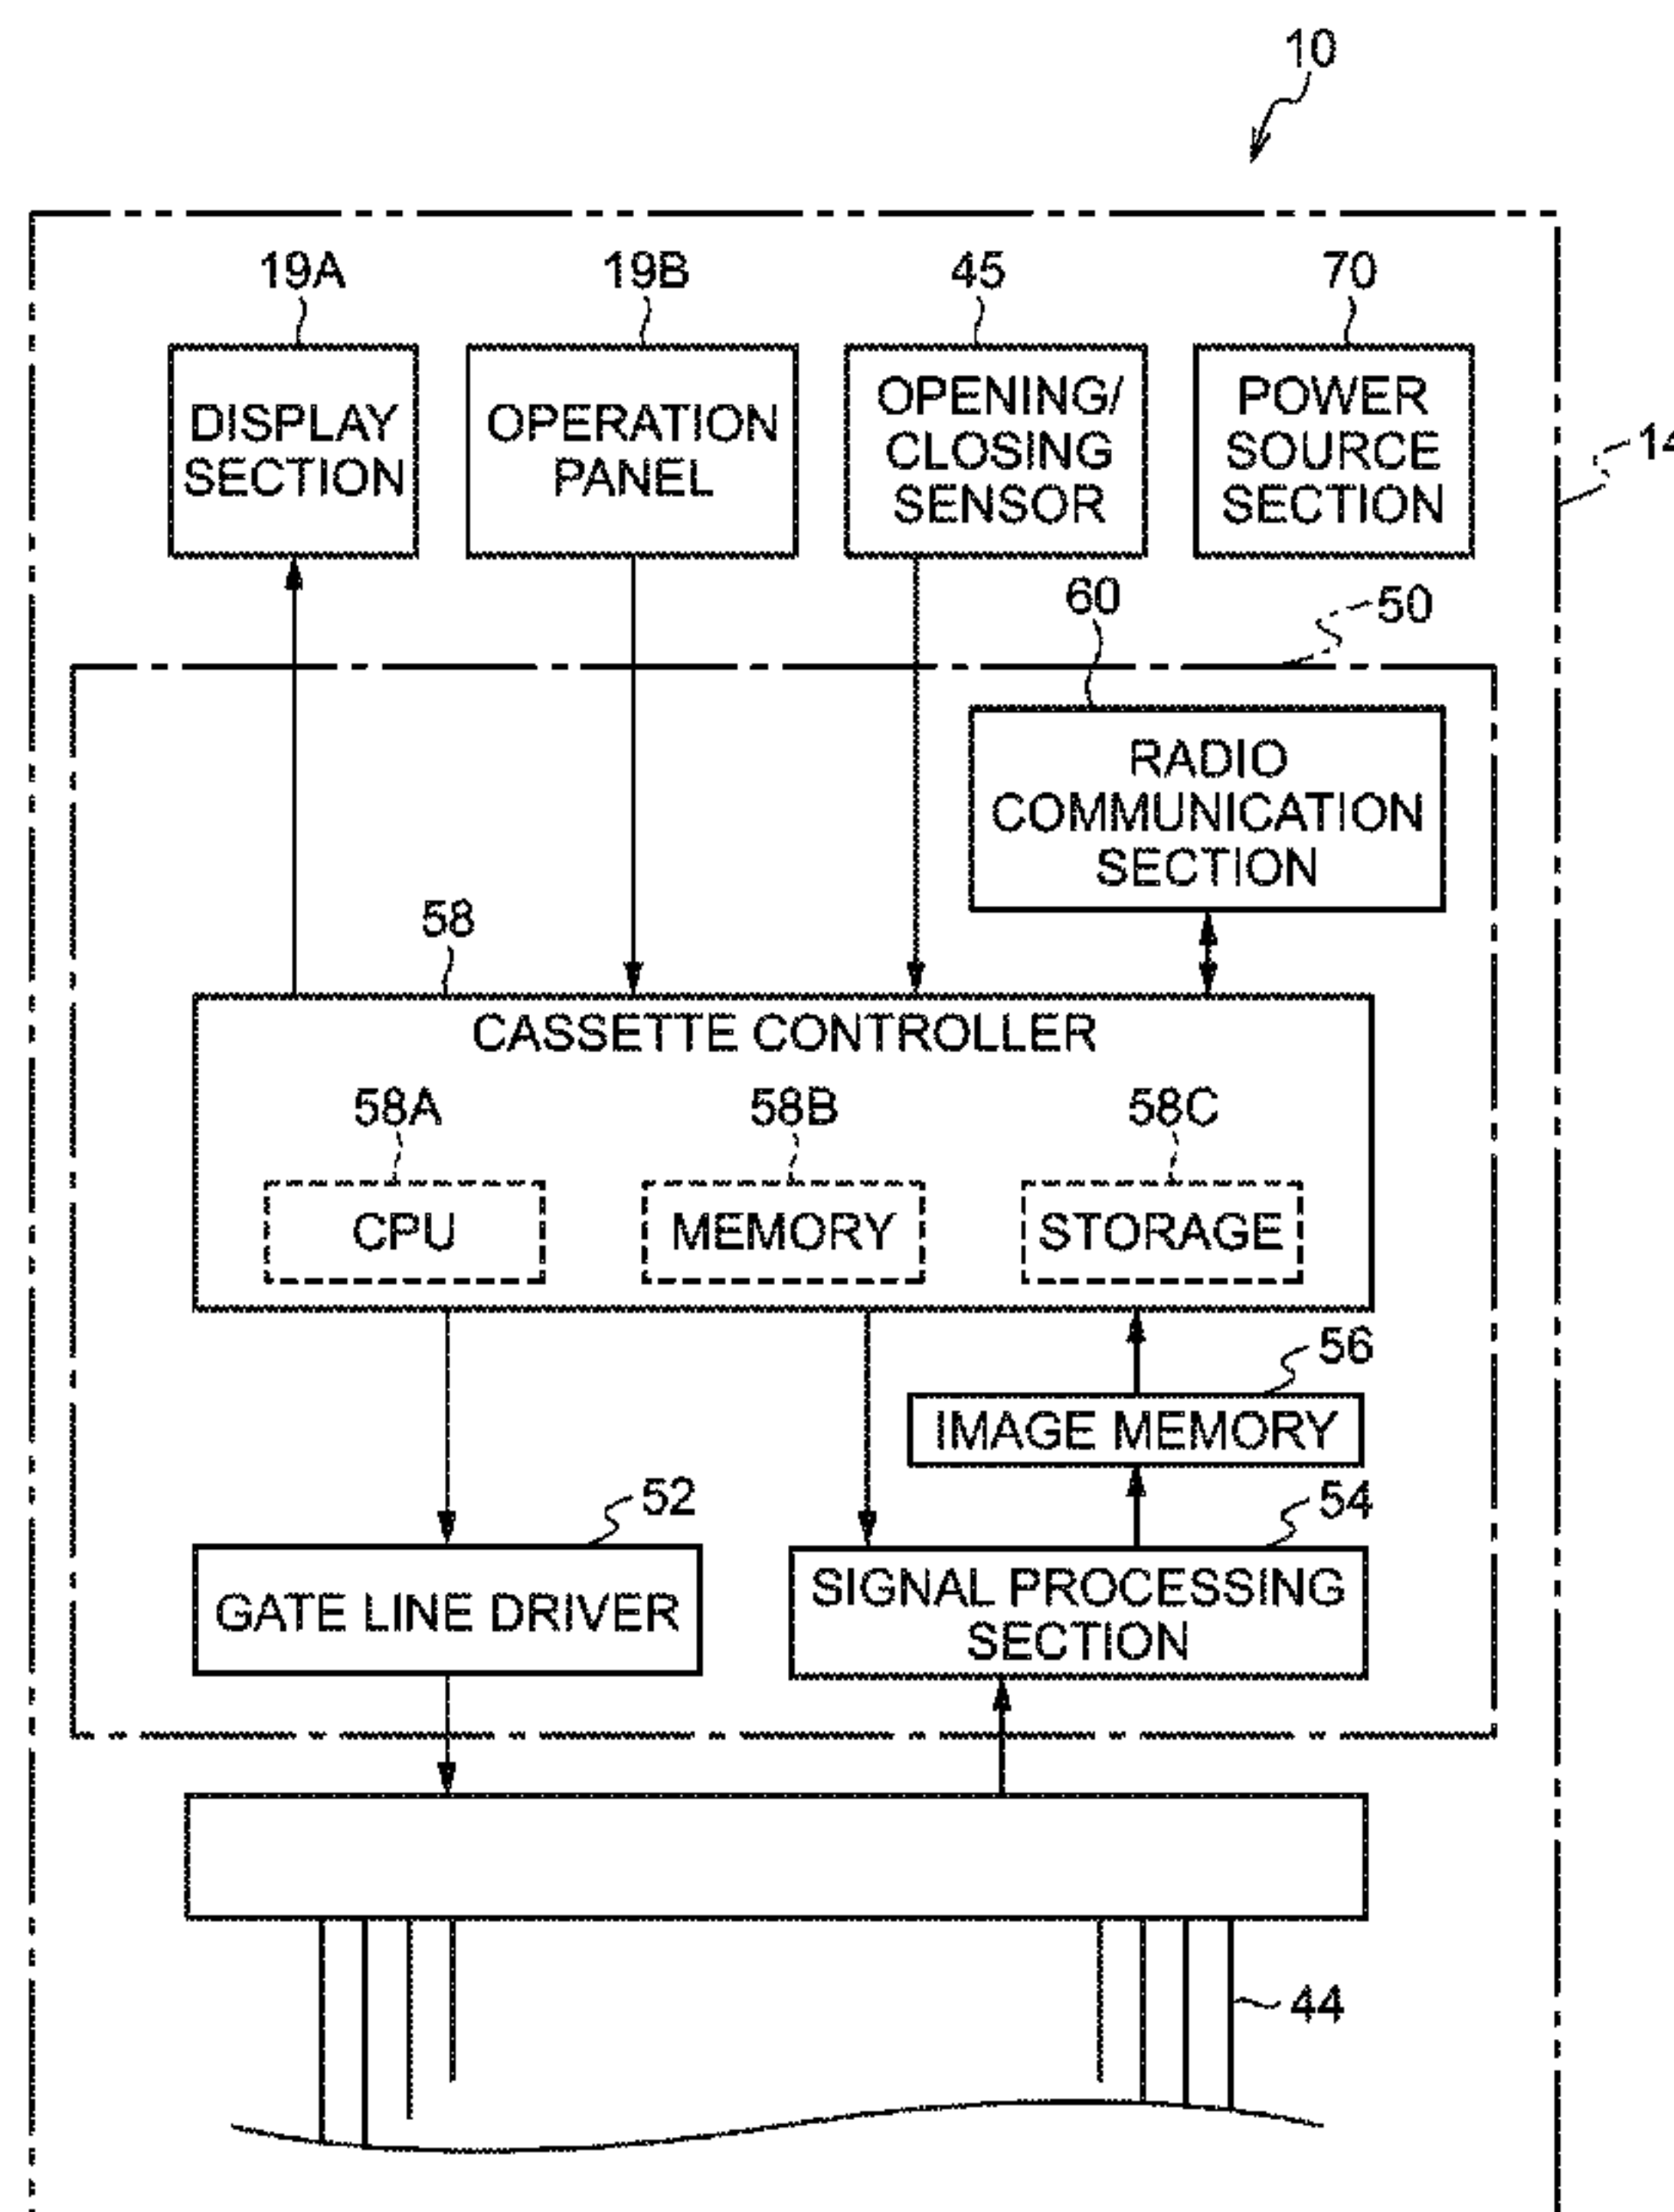 10
19A
19B
45
70
DISPLAY
SECTION
OPERATION
PANEL
OPENING/
CLOSING
SENSOR
POWER
SOURCE
SECTION
14
60
50
RADIO
COMMUNICATION
SECTION
58
CASSETTE CONTROLLER
58A
58B
58C
CPU
MEMORY
STORAGE
56
IMAGE MEMORY
52
54
GATE LINE DRIVER
SIGNAL PROCESSING
SECTION
44